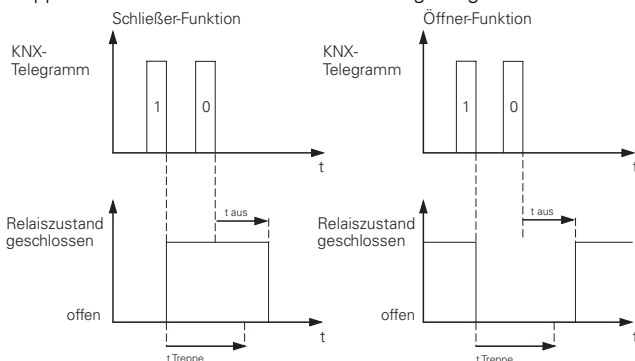 Schließer-Funktion
KNX-
Telegramm
1
0
t
Relaiszustand
geschlossen
t aus
offen
t
t Treppe
Öffner-Funktion
KNX-
Telegramm
1
0
t
Relaiszustand
geschlossen
t aus
offen
t
t Treppe